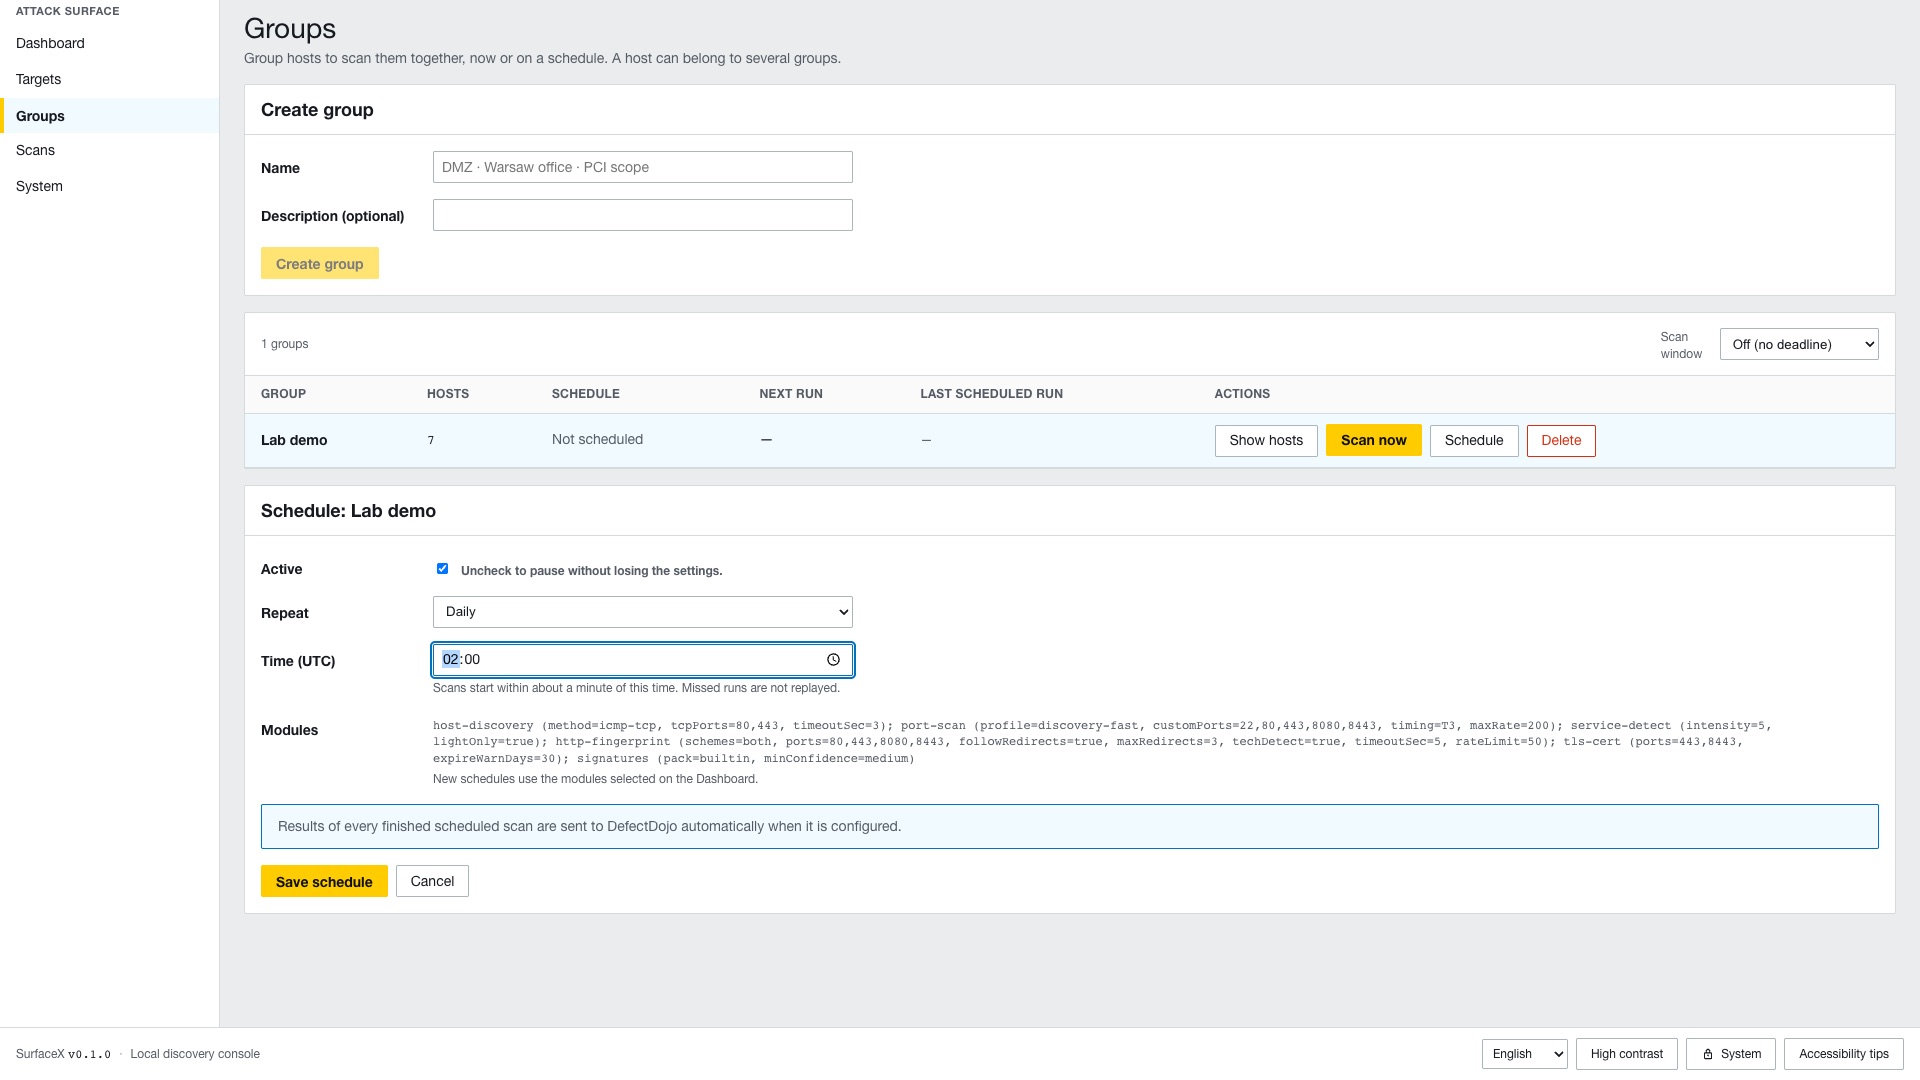 ATTACK SURFACE
Dashboard
Targets
Groups
Scans
System
Groups
Group hosts to scan them together, now or on a schedule. A host can belong to several groups.
Create group
Name
DMZ · Warsaw office · PCI scope
Description (optional)
Create group
1 groups
Scan window
Off (no deadline)
GROUP HOSTS SCHEDULE NEXT RUN LAST SCHEDULED RUN ACTIONS
Lab demo 7 Not scheduled — — Show hosts Scan now Schedule Delete
Schedule: Lab demo
Active
Uncheck to pause without losing the settings.
Repeat
Daily
Time (UTC)
02:00
Scans start within about a minute of this time. Missed runs are not replayed.
Modules
host-discovery (method=icmp-tcp, tcpPorts=80,443, timeoutSec=3); port-scan (profile=discovery-fast, customPorts=22,80,443,8080,8443, timing=T3, maxRate=200); service-detect (intensity=5,
lightOnly=true); http-fingerprint (schemes=both, ports=80,443,8080,8443, followRedirects=true, maxRedirects=3, techDetect=true, timeoutSec=5, rateLimit=50); tls-cert (ports=443,8443,
expireWarnDays=30); signatures (pack=builtin, minConfidence=medium)
New schedules use the modules selected on the Dashboard.
Results of every finished scheduled scan are sent to DefectDojo automatically when it is configured.
Save schedule
Cancel
SurfaceX v0.1.0 · Local discovery console
English
High contrast
System
Accessibility tips